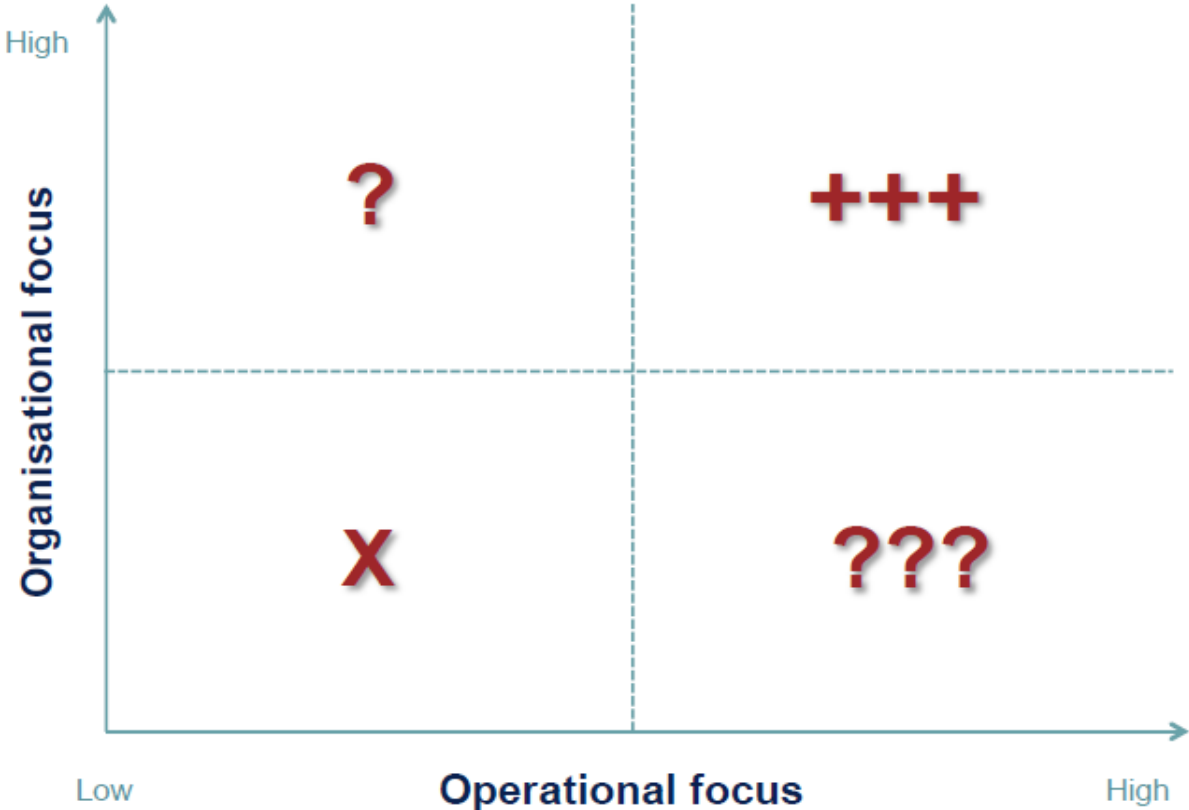 High
Organisational focus
?
+++
X
???
Low
Operational focus
High